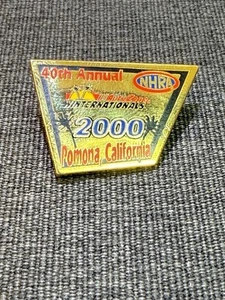 40th Annual
NHRA
INTERNATIONALS
2000
Pomona, California